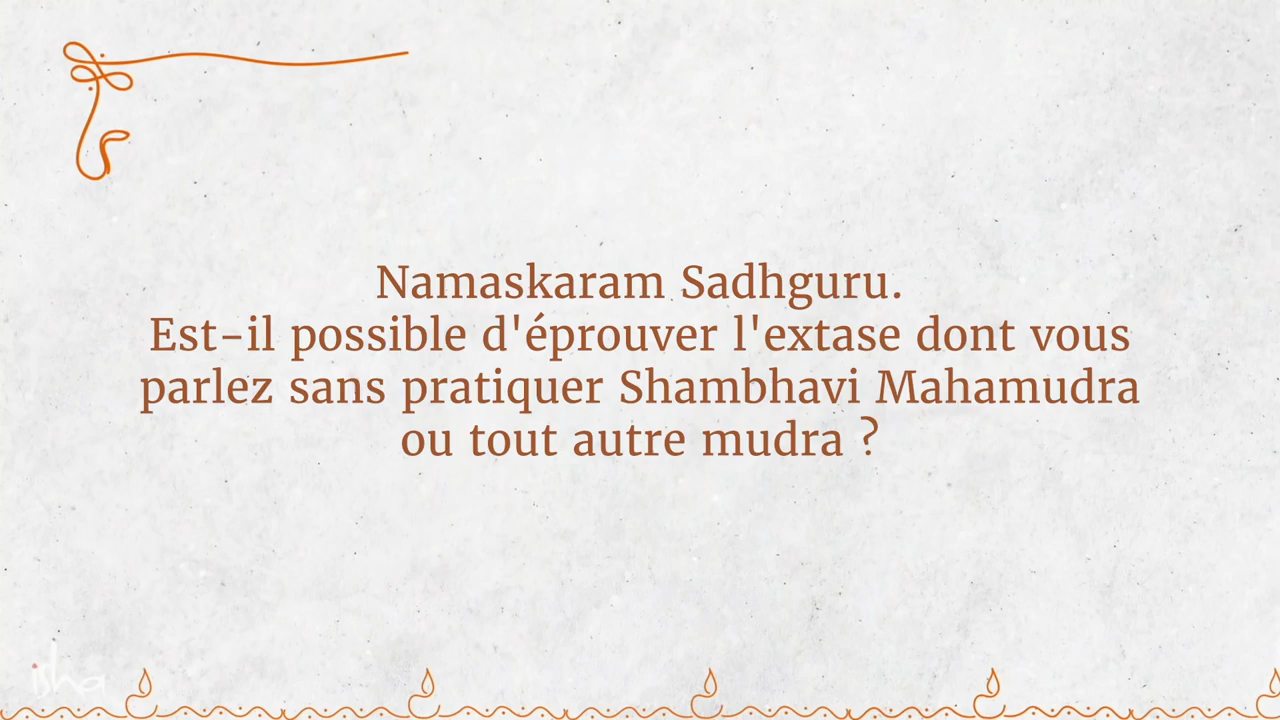 Namaskaram Sadhguru.
Est-il possible d'éprouver l'extase dont vous
parlez sans pratiquer Shambhavi Mahamudra
ou tout autre mudra ?
isha